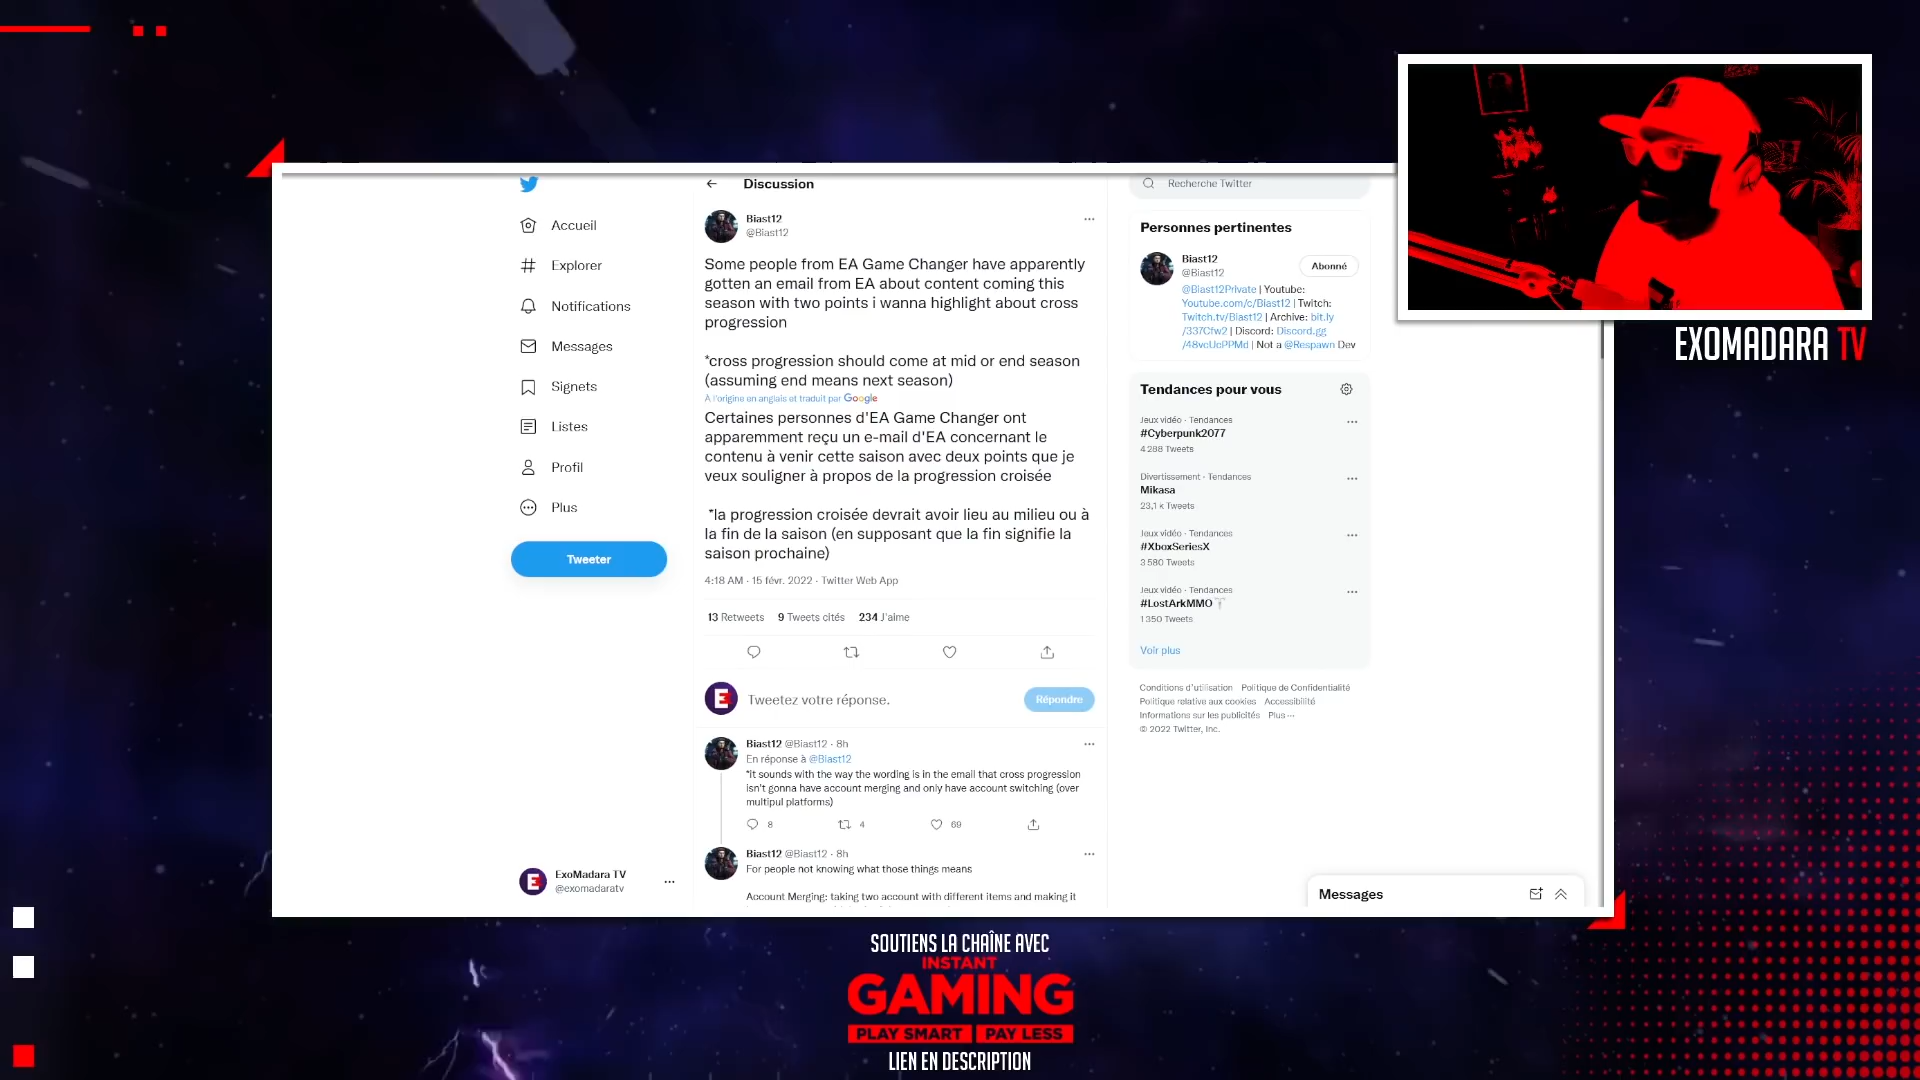 Discussion
Accueil
Explorer
Notifications
Messages
Signets
Listes
Profil
Plus
Tweeter
ExoMadara TV
@exomadaratv
Biast12
@Biast12
Some people from EA Game Changer have apparently
gotten an email from EA about content coming this
season with two points i wanna highlight about cross
progression
*cross progression should come at mid or end season
(assuming end means next season)
À l'origine en anglais et traduit par Google
Certaines personnes d'EA Game Changer ont
apparemment reçu un e-mail d'EA concernant le
contenu à venir cette saison avec deux points que je
veux souligner à propos de la progression croisée
*la progression croisée devrait avoir lieu au milieu ou à
la fin de la saison (en supposant que la fin signifie la
saison prochaine)
4:18 AM · 15 févr. 2022 · Twitter Web App
13 Retweets 9 Tweets cités 234 J'aime
Tweetez votre réponse.
Répondre
Biast12 @Biast12 · 8h
En réponse à @Biast12
*it sounds with the way the wording is in the email that cross progression
isn't gonna have account merging and only have account switching (over
multipul platforms)
8 4 69
Biast12 @Biast12 · 8h
For people not knowing what those things means
Account Merging: taking two account with different items and making it
Recherche Twitter
Personnes pertinentes
Biast12
@Biast12
Abonné
@Biast12Private | Youtube:
Youtube.com/c/Biast12 | Twitch:
Twitch.tv/Biast12 | Archive: bit.ly
/337Cfw2 | Discord: Discord.gg
/48voUcPPMd | Not a @Respawn Dev
Tendances pour vous
Jeux vidéo · Tendances
#Cyberpunk2077
4 288 Tweets
Divertissement · Tendances
Mikasa
23,1 k Tweets
Jeux vidéo · Tendances
#XboxSeriesX
3 580 Tweets
Jeux vidéo · Tendances
#LostArkMMO
1 350 Tweets
Voir plus
Conditions d'utilisation Politique de Confidentialité
Politique relative aux cookies Accessibilité
Informations sur les publicités Plus ···
© 2022 Twitter, Inc.
Messages
EXOMADARA TV
SOUTIENS LA CHAÎNE AVEC
INSTANT
GAMING
PLAY SMART PAY LESS
LIEN EN DESCRIPTION